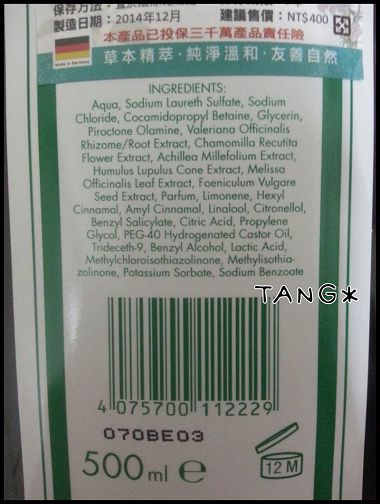 保存方法:
製造日期:2014年12月
建議售價:NT$400
本產品已投保三千萬產品責任險
Made in Germany
草本精萃‧純淨溫和‧友善自然
INGREDIENTS:
Aqua, Sodium Laureth Sulfate, Sodium
Chloride, Cocamidopropyl Betaine, Glycerin,
Piroctone Olamine, Valeriana Officinalis
Rhizome/Root Extract, Chamomilla Recutita
Flower Extract, Achillea Millefolium Extract,
Humulus Lupulus Cone Extract, Melissa
Officinalis Leaf Extract, Foeniculum Vulgare
Seed Extract, Parfum, Limonene, Hexyl
Cinnamal, Amyl Cinnamal, Linalool, Citronellol,
Benzyl Salicylate, Citric Acid, Propylene
Glycol, PEG-40 Hydrogenated Castor Oil,
Trideceth-9, Benzyl Alcohol, Lactic Acid,
Methylchloroisothiazolinone, Methylisothia-
zolinone, Potassium Sorbate, Sodium Benzoate
TANG*
4 075700 112229
070BE03
500 ml e
12 M